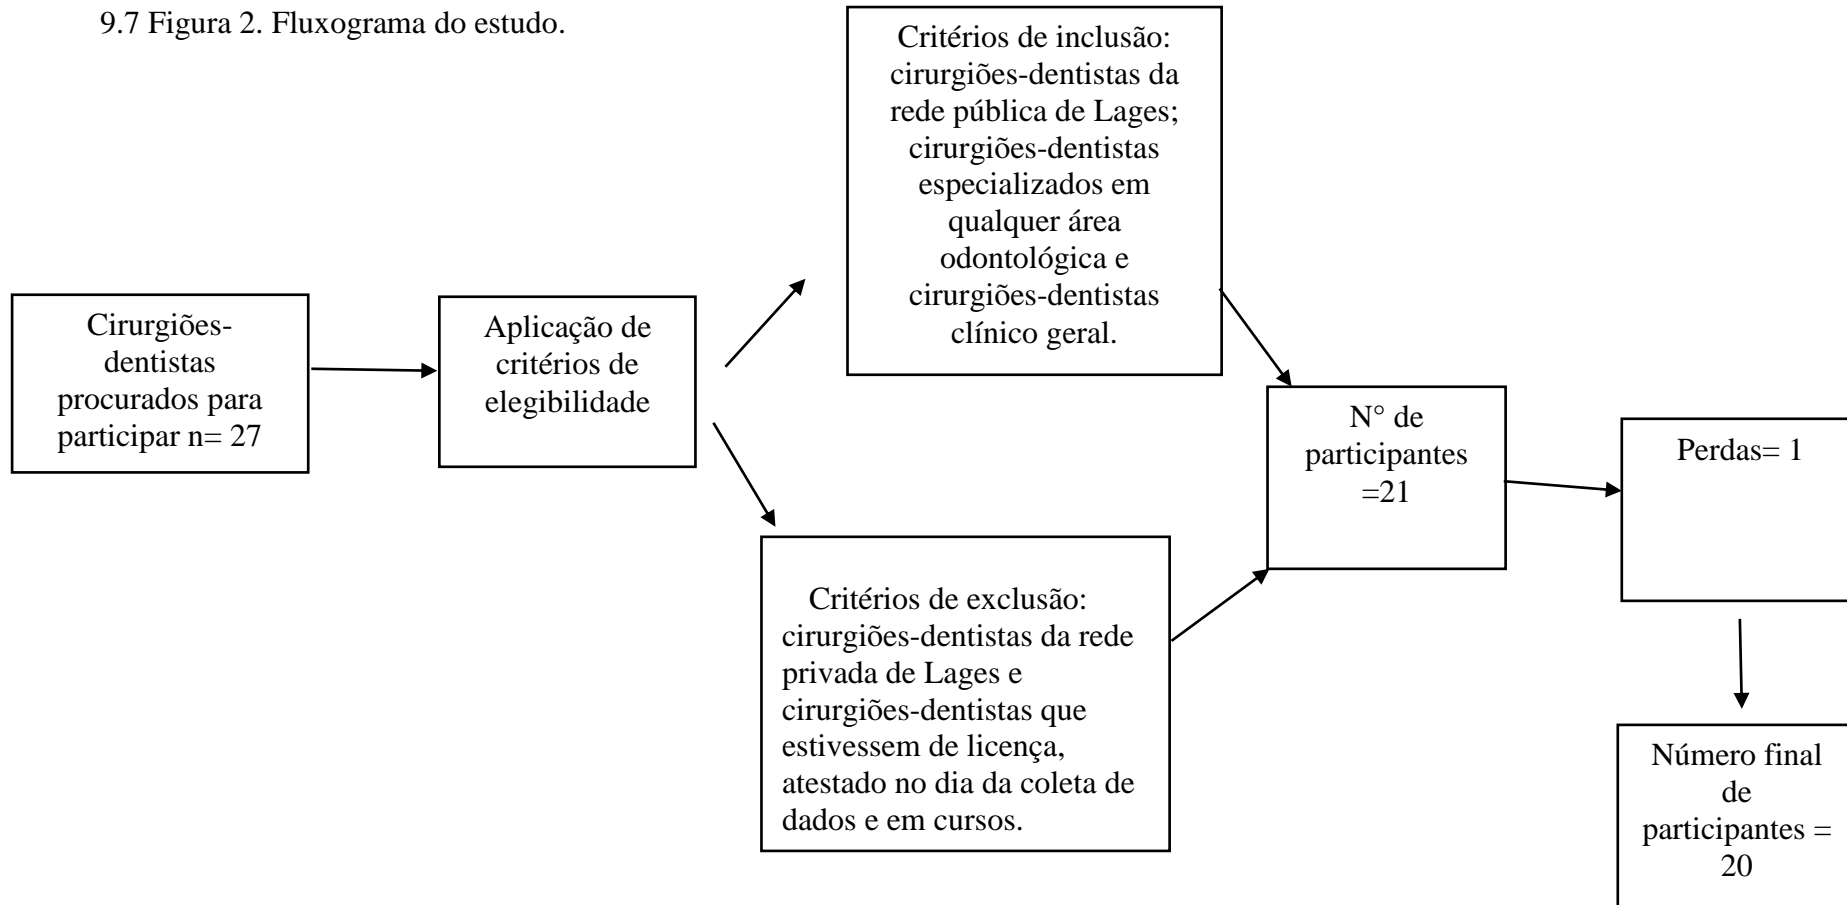 9.7 Figura 2. Fluxograma do estudo.
Cirurgiões-
dentistas
procurados para
participar n= 27
Aplicação de
critérios de
elegibilidade
Critérios de inclusão:
cirurgiões-dentistas da
rede pública de Lages;
cirurgiões-dentistas
especializados em
qualquer área
odontológica e
cirurgiões-dentistas
clínico geral.
Critérios de exclusão:
cirurgiões-dentistas da rede
privada de Lages e
cirurgiões-dentistas que
estivessem de licença,
atestado no dia da coleta de
dados e em cursos.
N° de
participantes
=21
Perdas= 1
Número final
de
participantes =
20